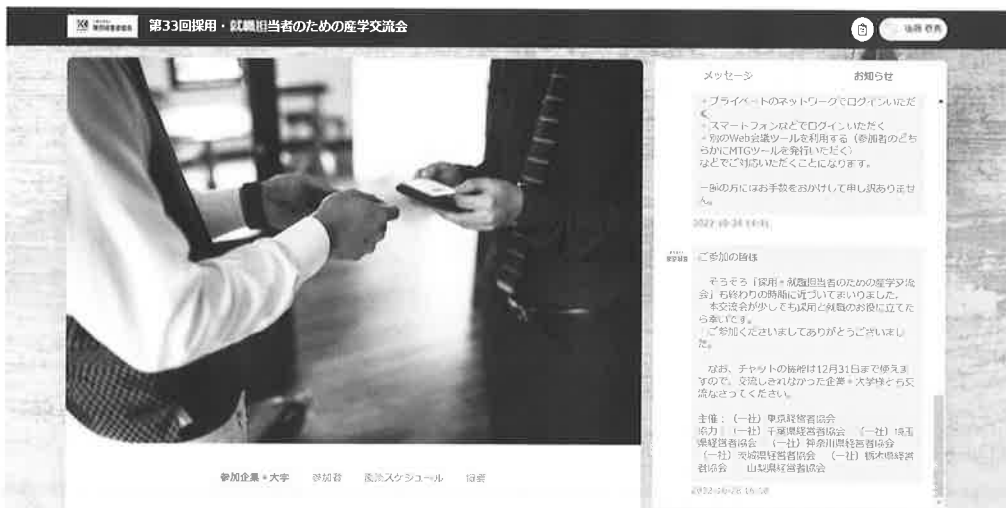 東京経営者協会
第33回採用・就職担当者のための産学交流会
メッセージ
お知らせ
・プライベートのネットワークでログインいただ
く
・スマートフォンなどでログインいただく
・別のWeb会議ツールを利用する（参加者のどち
らかにMTGツールを発行いただく）
などでご対応いただくことになります。
一部の方にはお手数をおかけして申し訳ありませ
ん。
ご参加の皆様
そろそろ「採用・就職担当者のための産学交流
会」も終わりの時間に近づいてまいりました。
本交流会が少しでも採用と就職のお役に立てた
ら幸いです。
ご参加くださいましてありがとうございまし
た。
なお、チャットの機能は12月31日まで使えま
すので、交流しきれなかった企業・大学様とも交
流なさってください。
主催：（一社）東京経営者協会
協力：（一社）千葉県経営者協会　（一社）埼玉
県経営者協会　（一社）神奈川県経営者協会
（一社）茨城県経営者協会　（一社）栃木県経営
者協会　山梨県経営者協会
参加企業・大学
参加者
商談スケジュール
概要